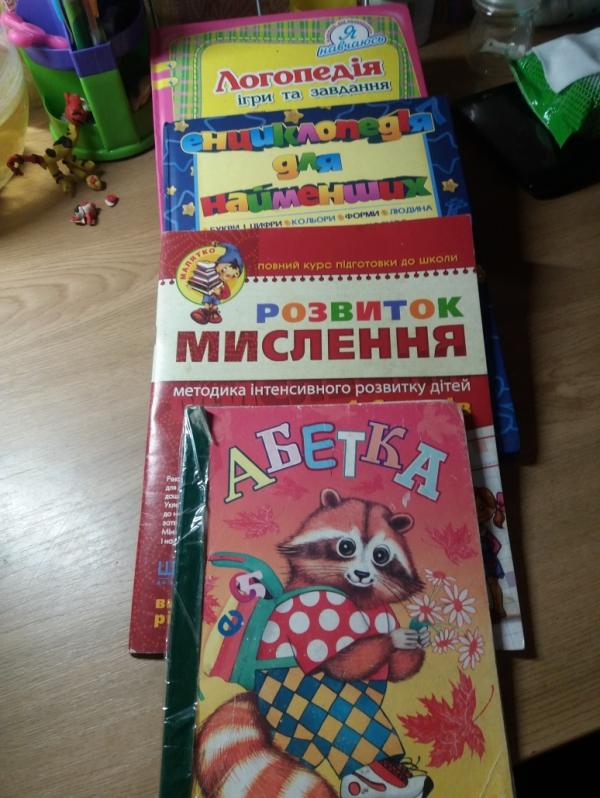 Я
навчаюсь
Логопедія
ігри та завдання
енциклопедія
для
найменших
БУКВИ І ЦИФРИ КОЛЬОРИ ФОРМИ ЛЮДИНА
МАЛЯТКО
повний курс підготовки до школи
РОЗВИТОК
МИСЛЕННЯ
методика інтенсивного розвитку дітей
АБЕТКА
Б
е